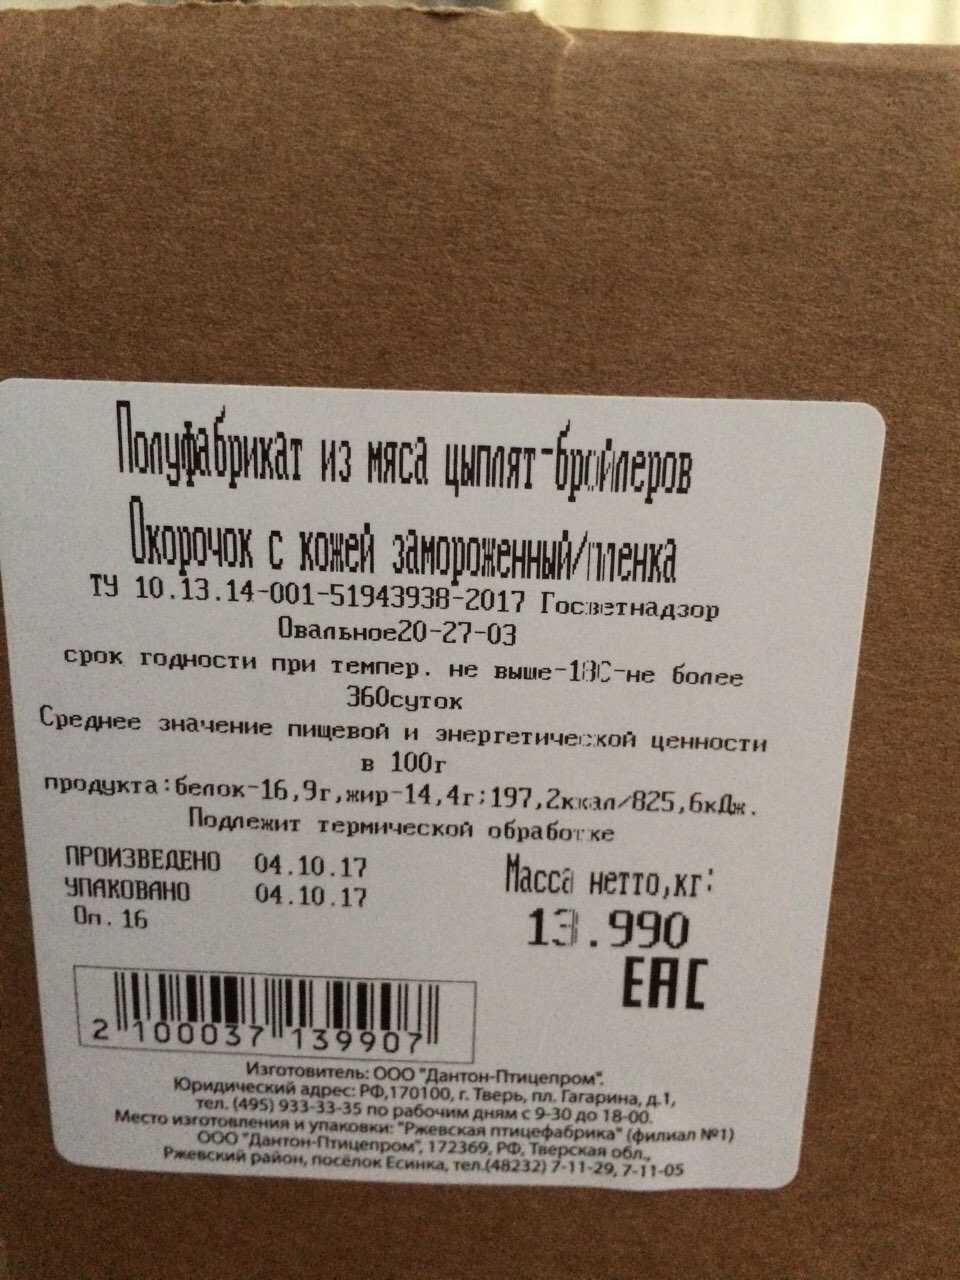 Полуфабрикат из мяса цыплят-бройлеров
Окорочок с кожей замороженный/пленка
ТУ 10.13.14-001-51943938-2017 Госветнадзор
Овальное20-27-03
срок годности при темпер. не выше-18С-не более
360суток
Среднее значение пищевой и энергетической ценности
в 100г
продукта:белок-16,9г,жир-14,4г;197,2ккал/825,6кДж.
Подлежит термической обработке
ПРОИЗВЕДЕНО 04.10.17
УПАКОВАНО 04.10.17
Оп. 16
Масса нетто,кг:
13.990
EAC
2 100037 139907
Изготовитель: ООО "Дантон-Птицепром".
Юридический адрес: РФ,170100, г. Тверь, пл. Гагарина, д.1,
тел. (495) 933-33-35 по рабочим дням с 9-30 до 18-00.
Место изготовления и упаковки: "Ржевская птицефабрика" (филиал №1)
ООО "Дантон-Птицепром", 172369, РФ, Тверская обл.,
Ржевский район, посёлок Есинка, тел.(48232) 7-11-29, 7-11-05